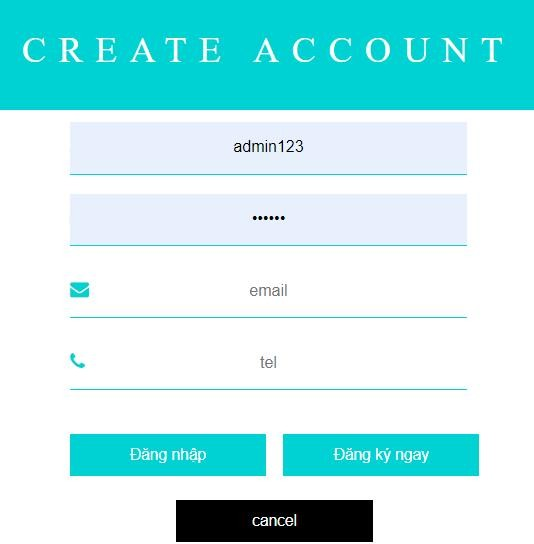 CREATE ACCOUNT
admin123
••••••
email
tel
Đăng nhập
Đăng ký ngay
cancel